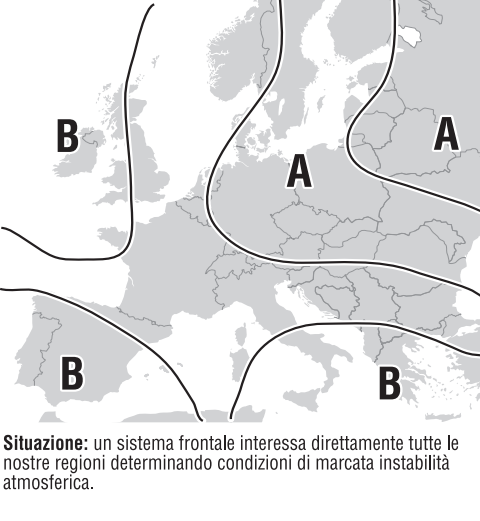 B
A
A
B
B
Situazione: un sistema frontale interessa direttamente tutte le
nostre regioni determinando condizioni di marcata instabilità
atmosferica.